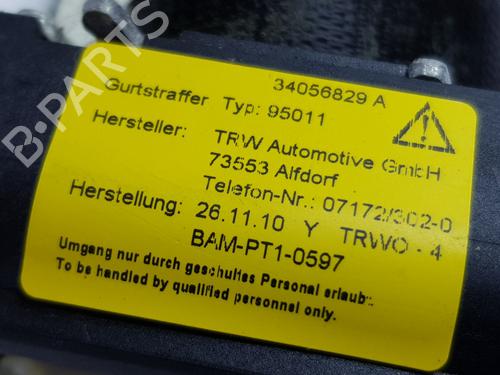 34056829 A
Gurtstraffer Typ: 95011
Hersteller: TRW Automotive GmbH
73553 Alfdorf
Telefon-Nr.: 07172/302-0
Herstellung: 26.11.10 Y TRWO - 4
BAM-PT1-0597
Umgang nur durch geschultes Personal erlaubt:
To be handled by qualified personnel only.
B-PARTS